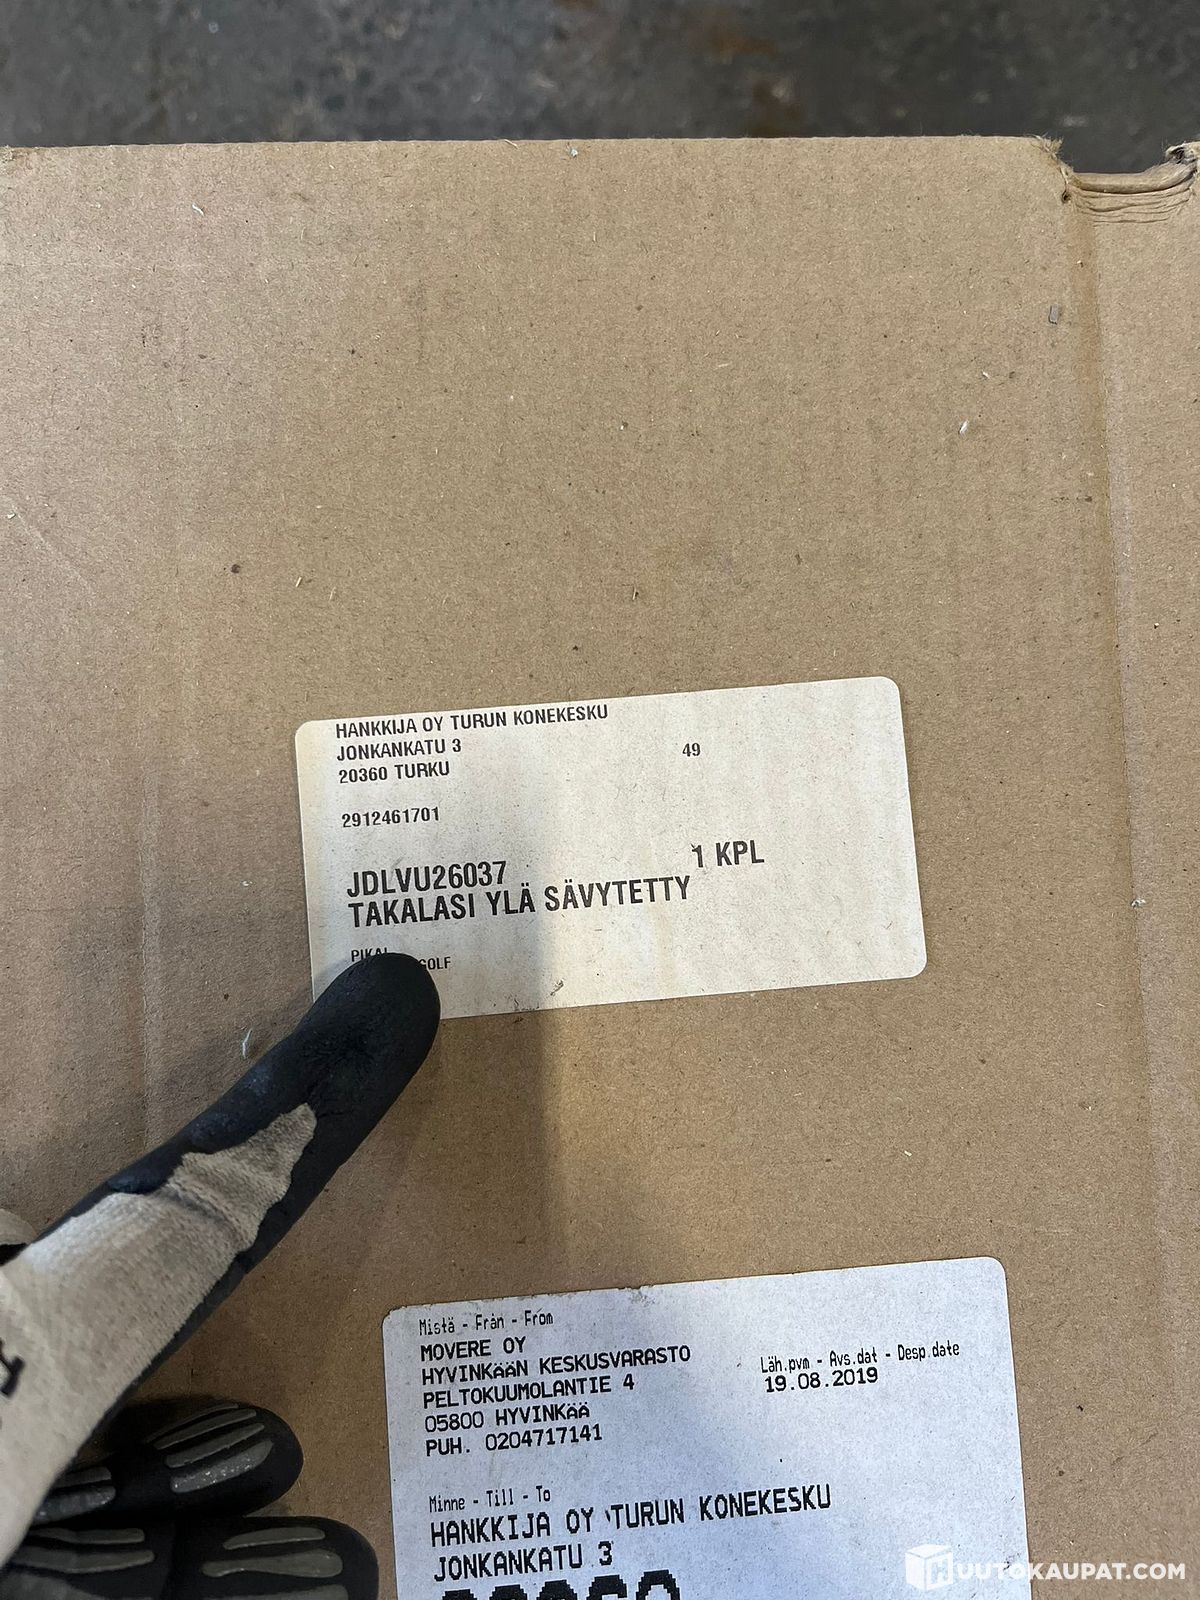 HANKKIJA OY TURUN KONEKESKU
JONKANKATU 3
49
20360 TURKU
2912461701
JDLVU26037
1 KPL
TAKALASI YLÄ SÄVYTETTY
GOLF
Mistä - Från - From
MOVERE OY
HYVINKääN KESKUSVARASTO
PELTOKUUMOLANTIE 4
05800 HYVINKää
PUH. 0204717141
Läh.pvm - Avs.dat - Desp.date
19.08.2019
Minne - Till - To
HANKKIJA OY TURUN KONEKESKU
JONKANKATU 3
HUUTOKAUPAT.COM